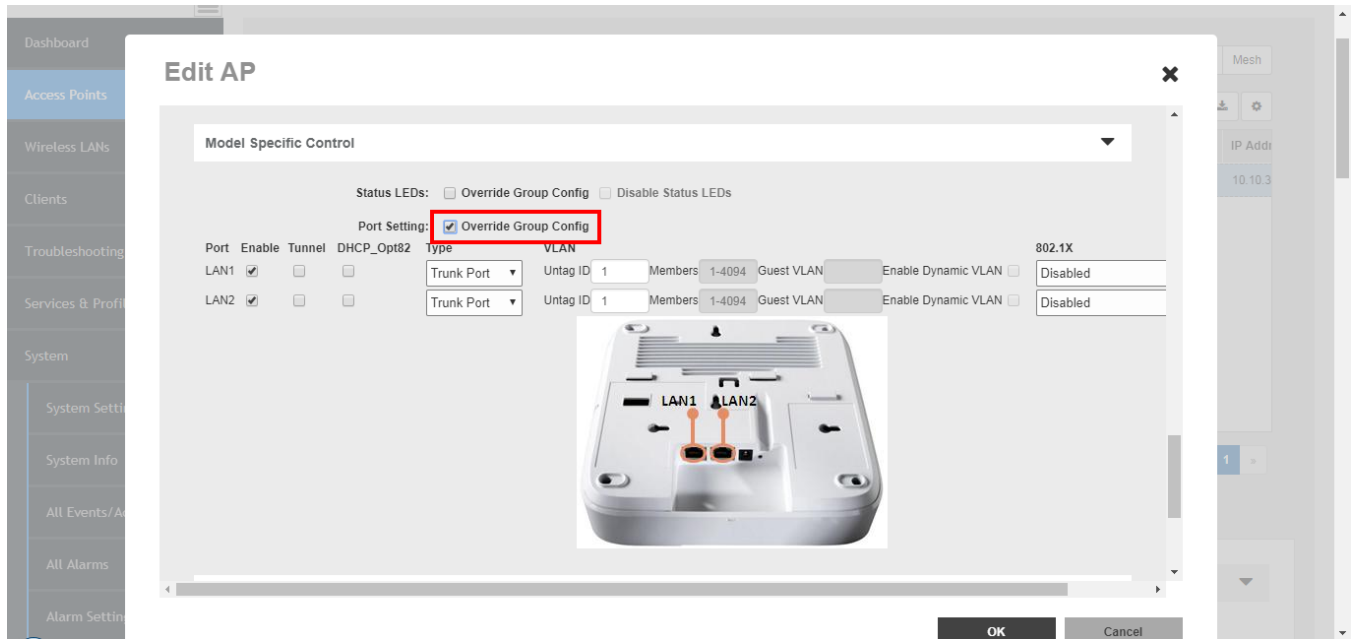 Dashboard
Edit AP
Mesh
Access Points
Wireless LANs
Model Specific Control
IP Addr
10.10.3
Clients
Status LEDs: Override Group Config Disable Status LEDs
Port Setting: Override Group Config
Troubleshooting
Port Enable Tunnel DHCP_Opt82 Type VLAN 802.1X
LAN1 Trunk Port Untag ID 1 Members 1-4094 Guest VLAN Enable Dynamic VLAN Disabled
LAN2 Trunk Port Untag ID 1 Members 1-4094 Guest VLAN Enable Dynamic VLAN Disabled
Services & Profil
System
LAN1 LAN2
System Setti
System Info
1 »
All Events/A
All Alarms
Alarm Setting
OK Cancel